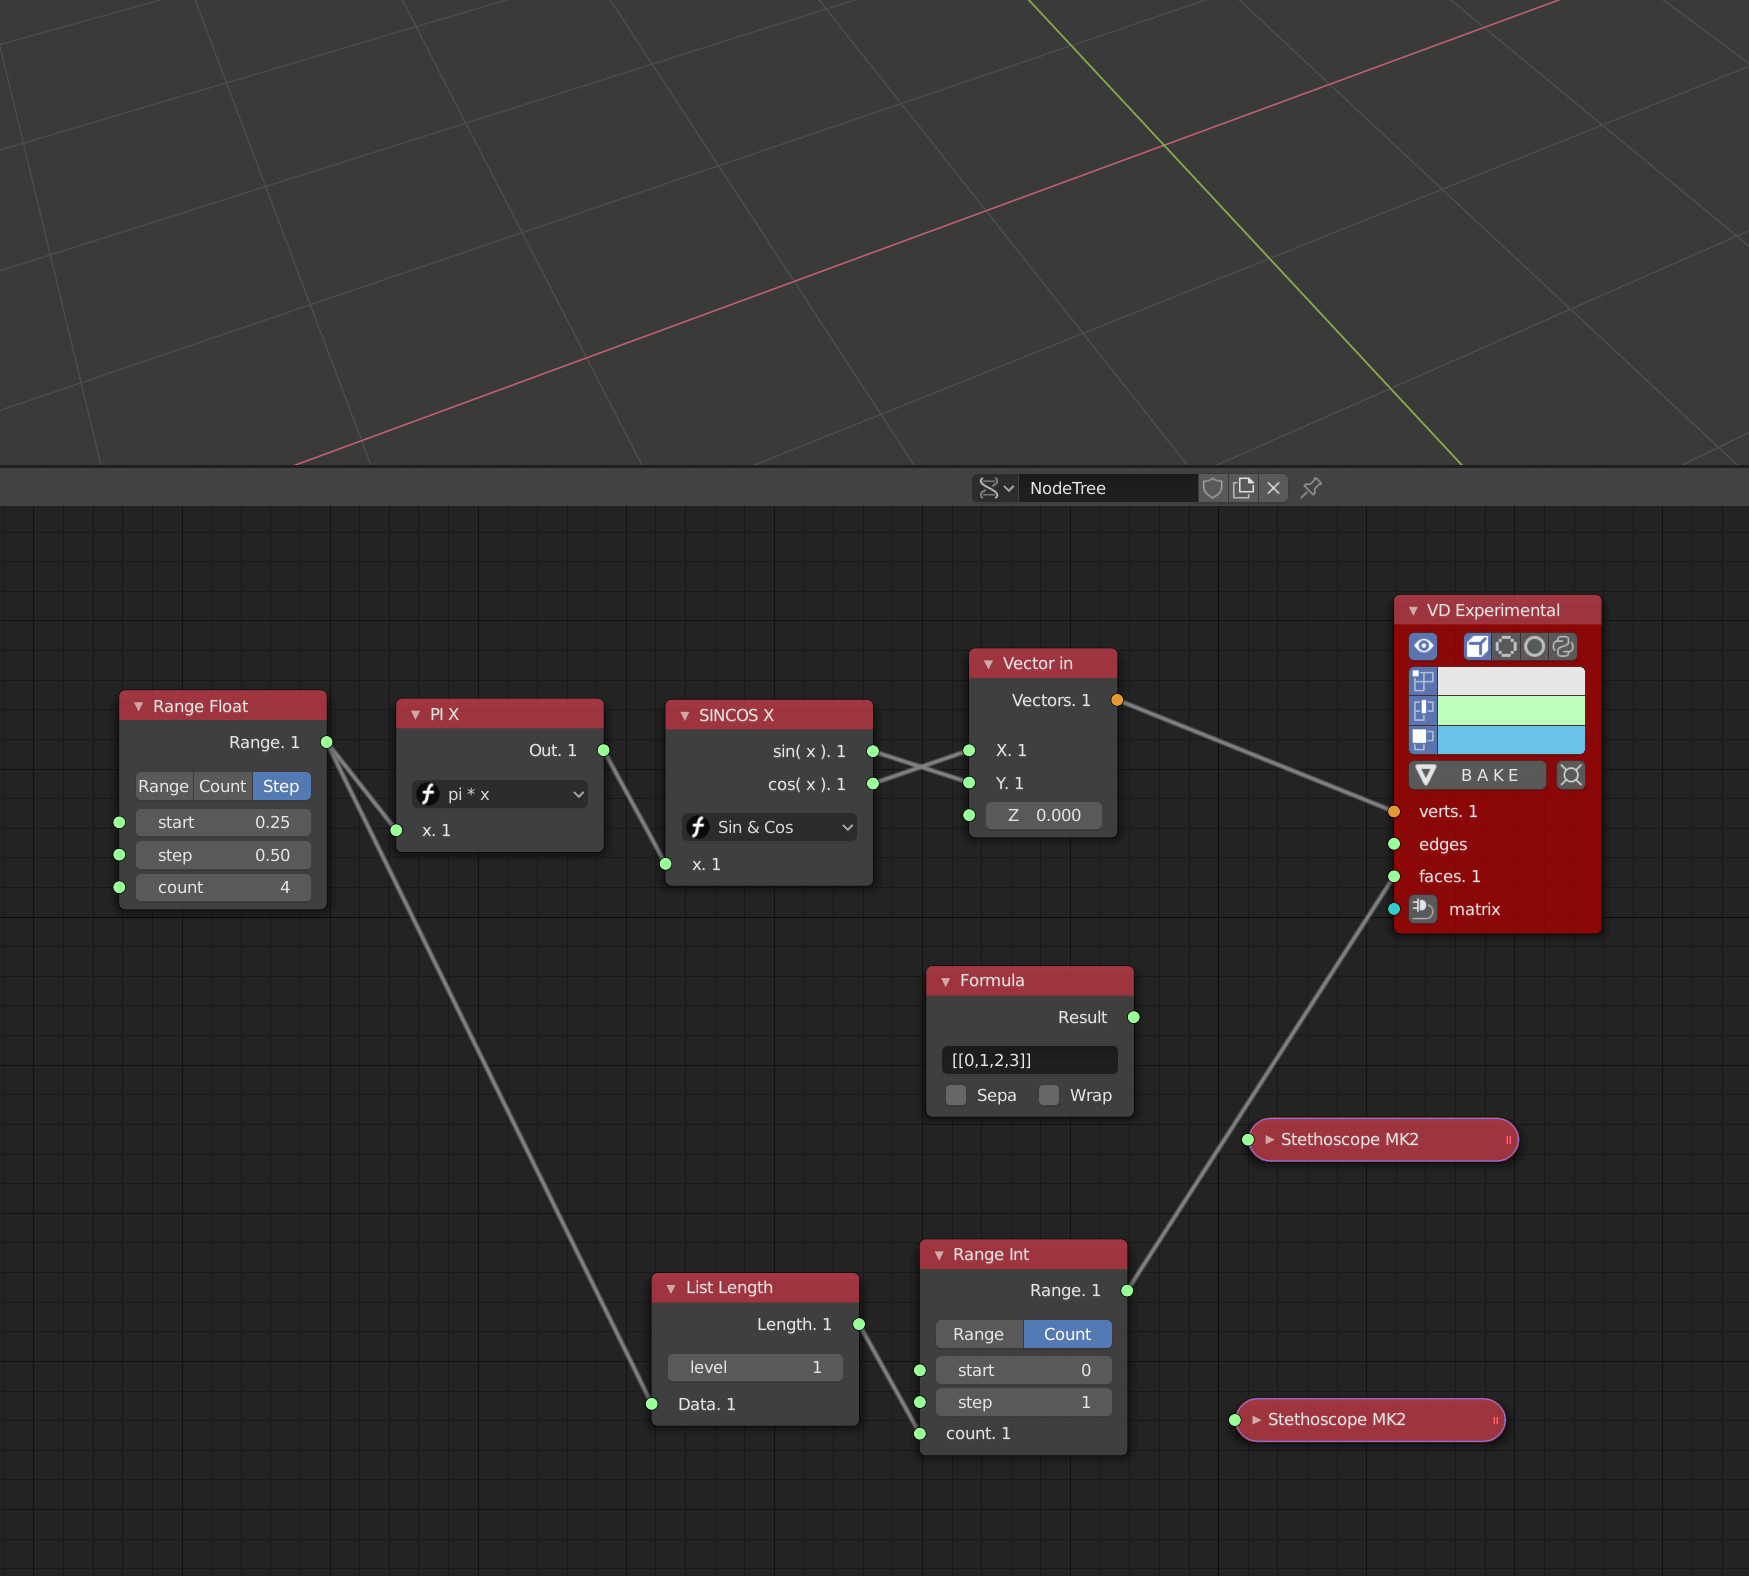 NodeTree
VD Experimental
BAKE
verts. 1
edges
faces. 1
matrix
Vector in
Vectors. 1
X. 1
Y. 1
Z 0.000
Range Float
Range. 1
Range Count Step
start 0.25
step 0.50
count 4
PI X
Out. 1
pi * x
x. 1
SINCOS X
sin( x ). 1
cos( x ). 1
Sin & Cos
x. 1
Formula
Result
[[0,1,2,3]]
Sepa Wrap
Stethoscope MK2
Range Int
Range. 1
Range Count
start 0
step 1
count. 1
List Length
Length. 1
level 1
Data. 1
Stethoscope MK2